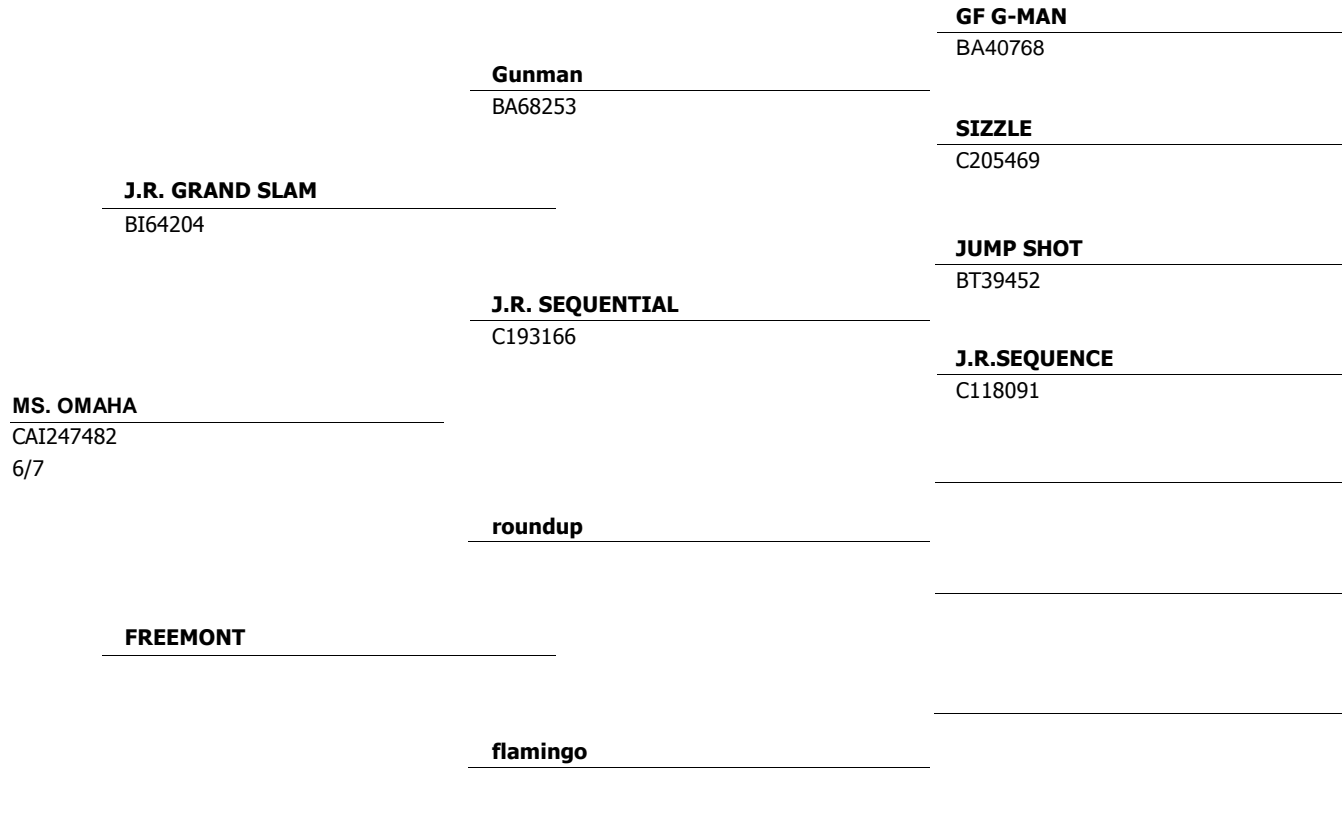 GF G-MAN
BA40768
Gunman
BA68253
SIZZLE
C205469
J.R. GRAND SLAM
BI64204
JUMP SHOT
BT39452
J.R. SEQUENTIAL
C193166
J.R.SEQUENCE
C118091
MS. OMAHA
CAI247482
6/7
roundup
FREEMONT
flamingo